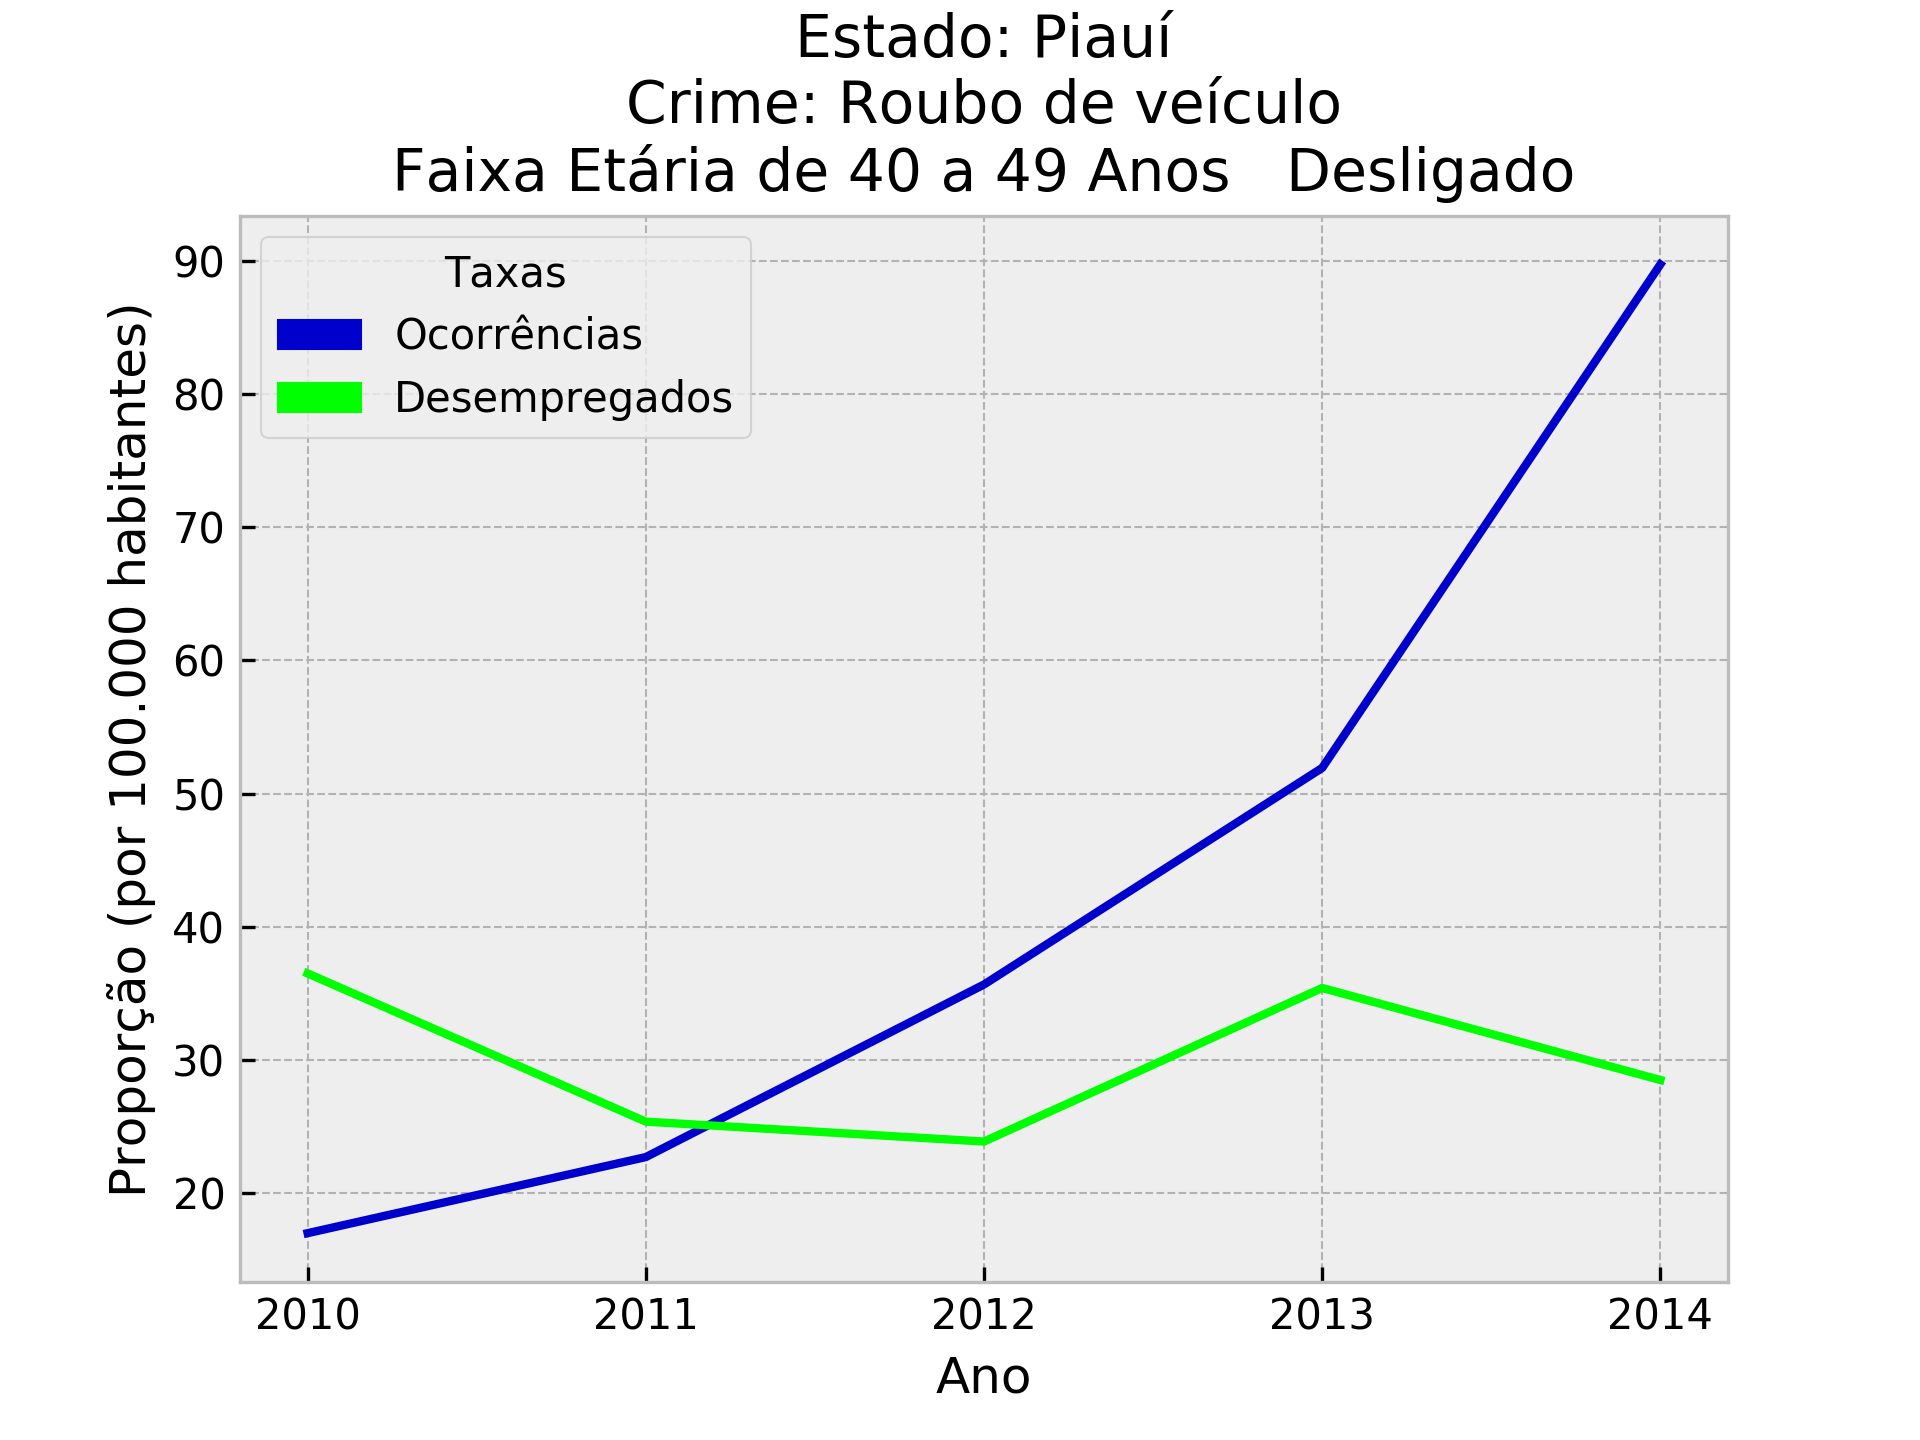 Estado: Piauí
Crime: Roubo de veículo
Faixa Etária de 40 a 49 Anos   Desligado
Proporção (por 100.000 habitantes)
90
80
70
60
50
40
30
20
Taxas
Ocorrências
Desempregados
2010 2011 2012 2013 2014
Ano